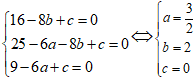 {16-8b+c=0
25-6a-8b+c=0
9-6a+c=0 ⇔ {a=3/2
b=2
c=0